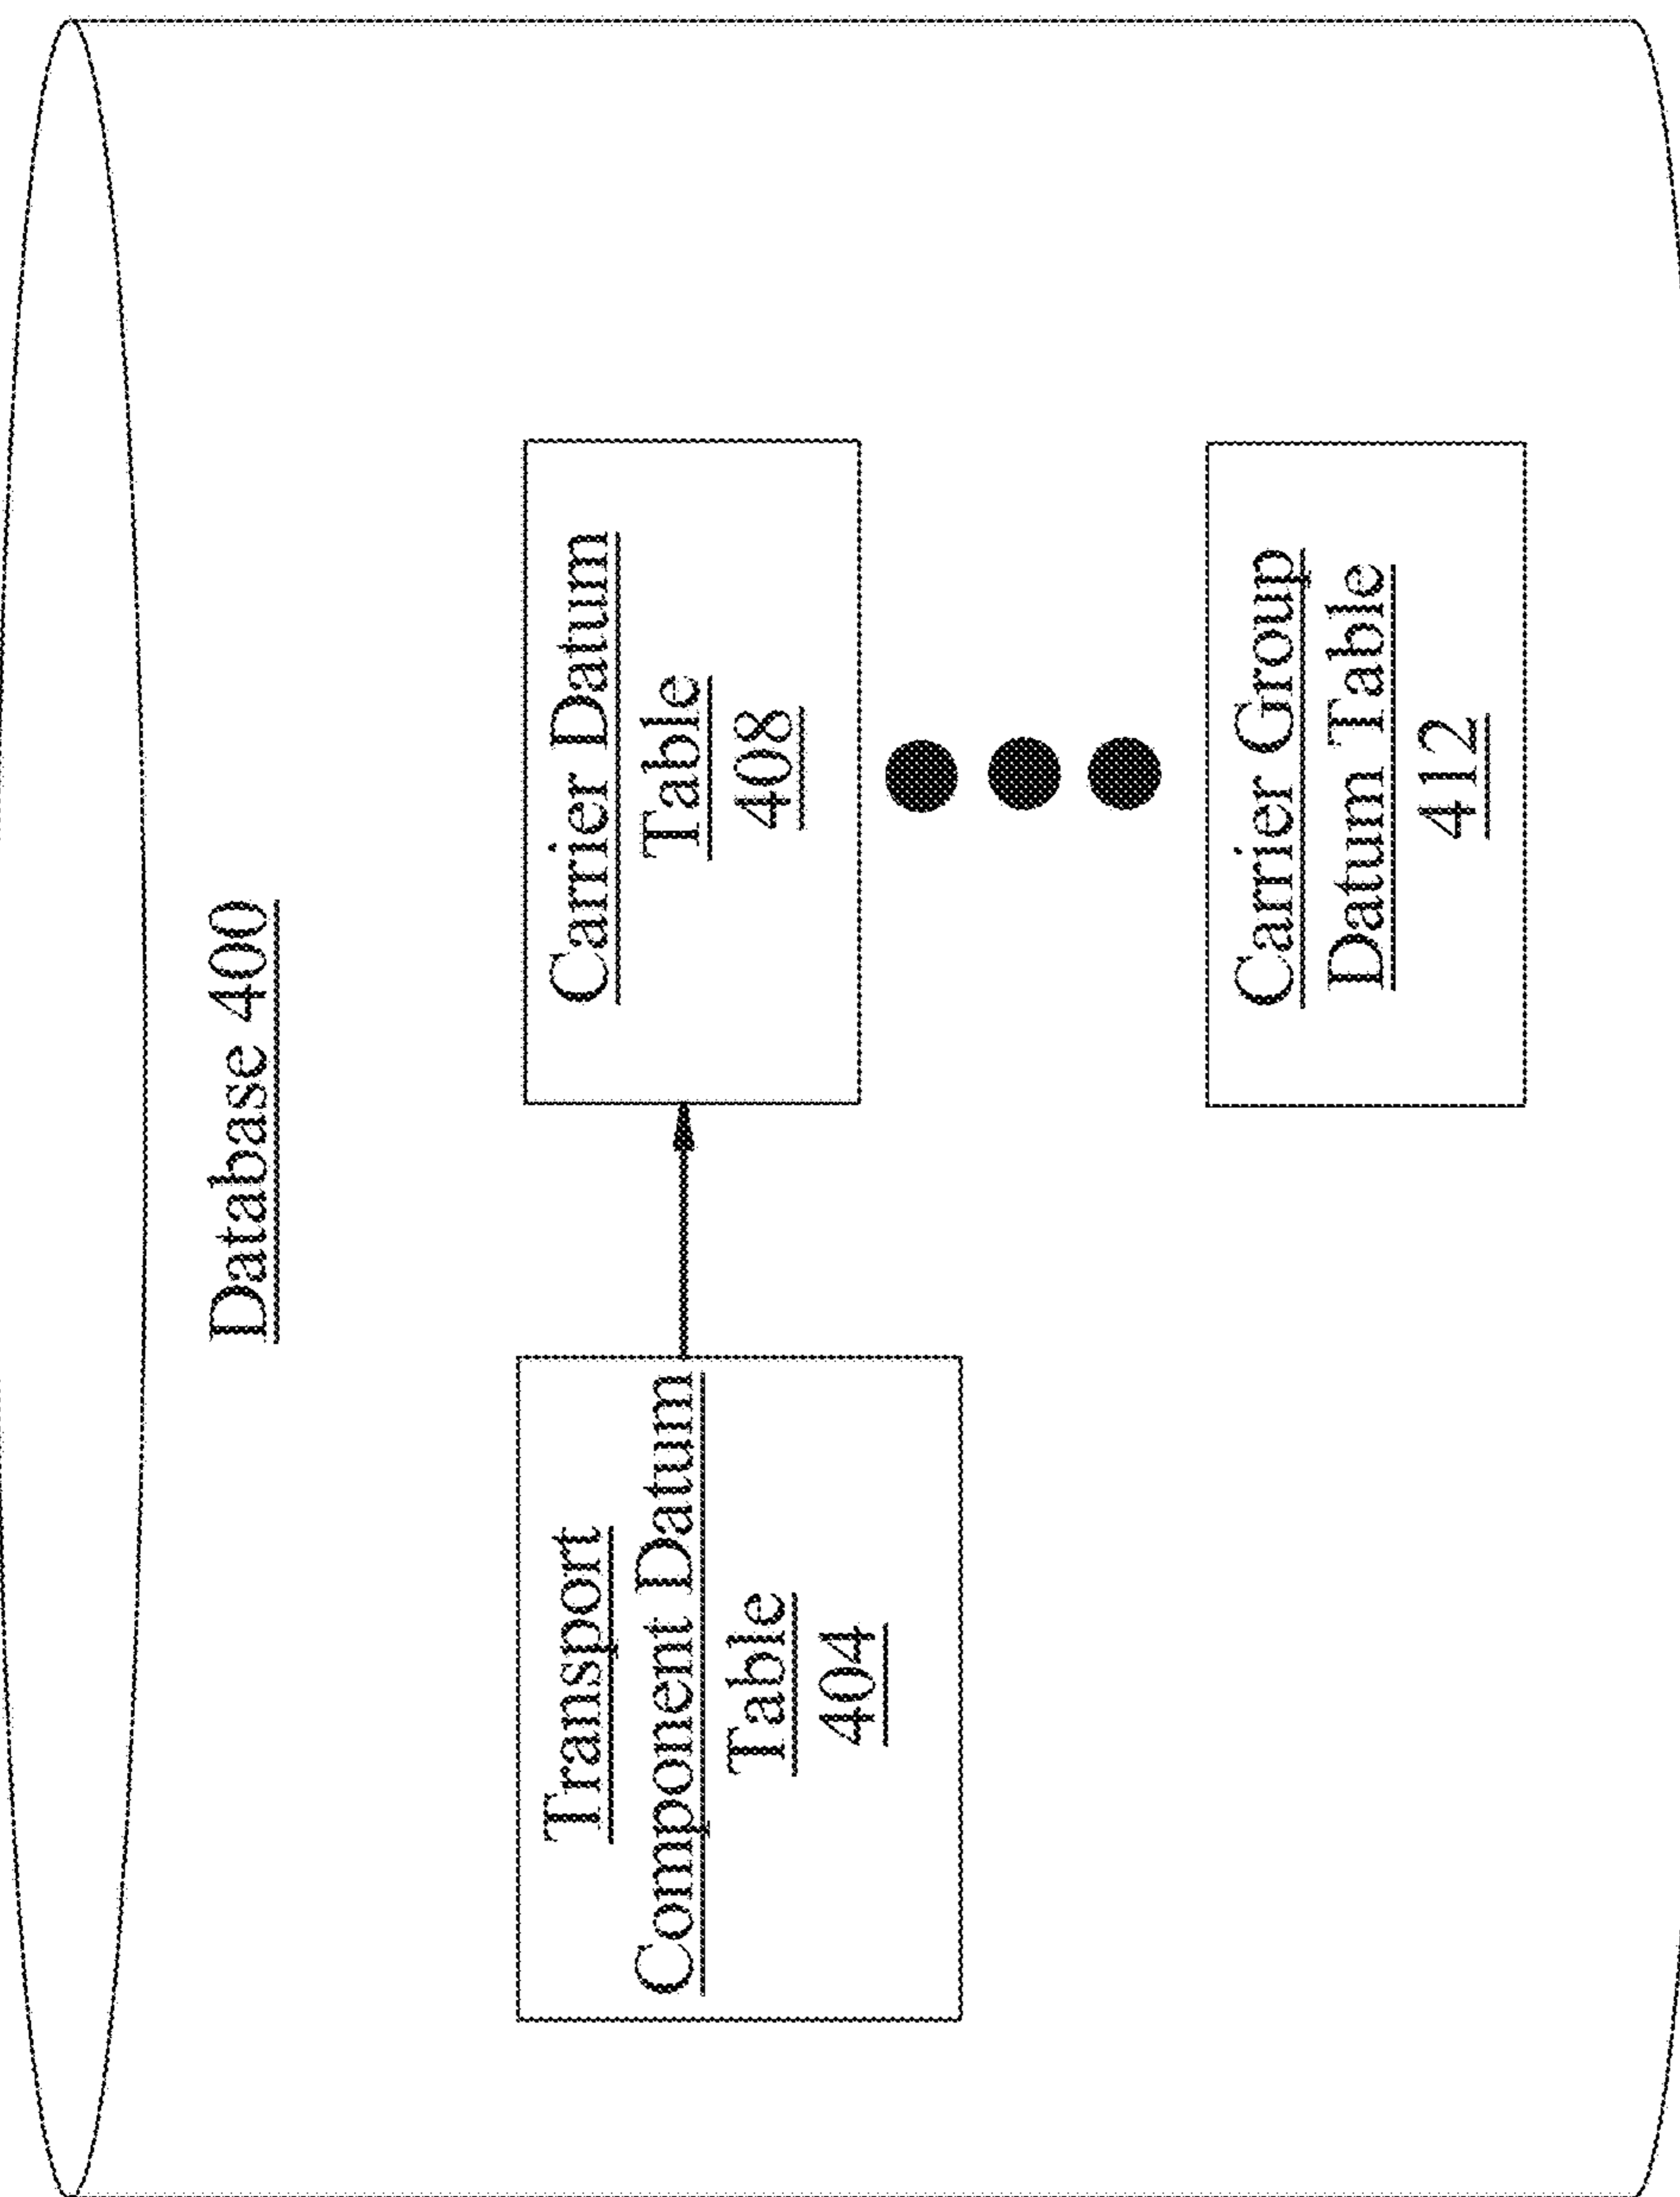 Database 400
Transport
Component Datum
Table
404
Carrier Datum
Table
408
Carrier Group
Datum Table
412